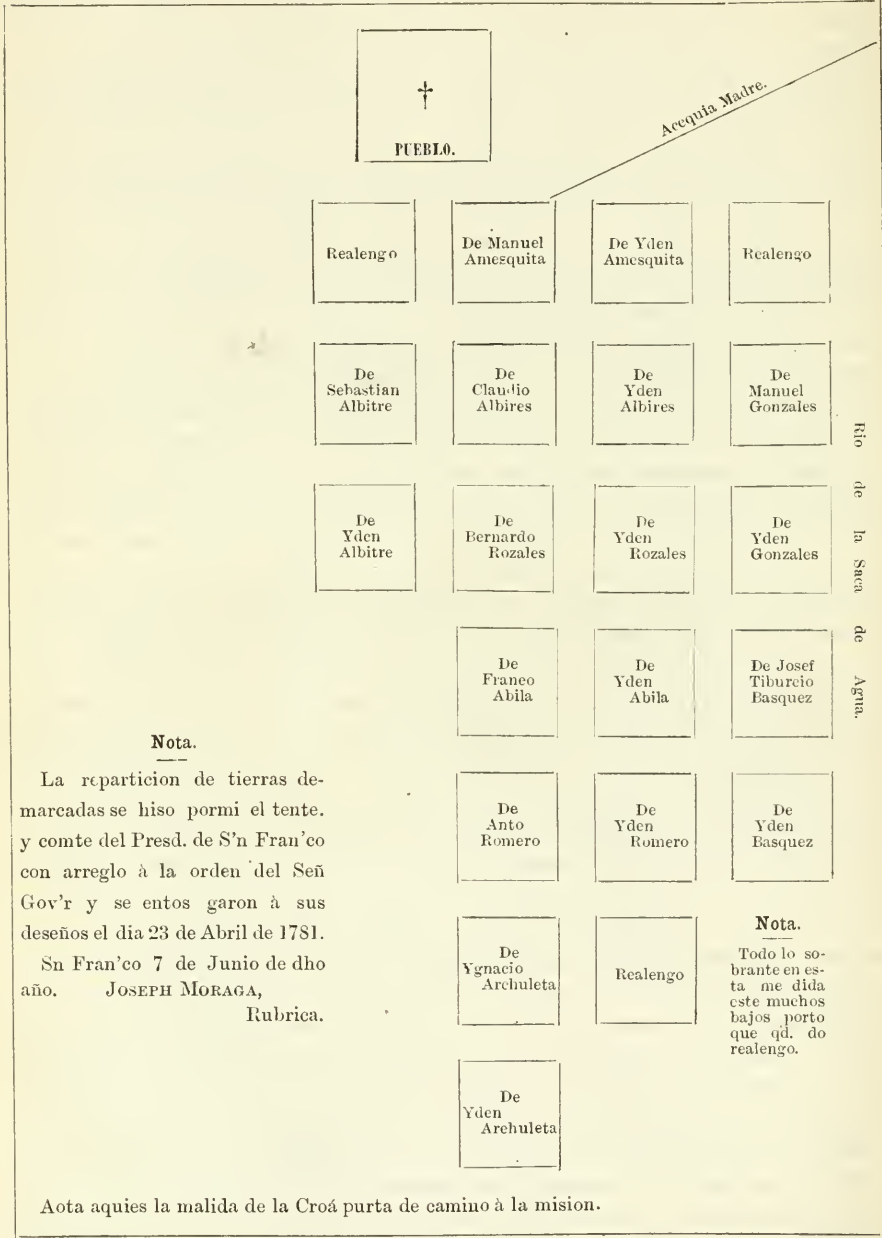 †
PUEBLO.
Acequia Madre.
Realengo
De Manuel
Amesquita
De Yden
Amesquita
Realengo
De
Sebastian
Albitre
De
Claudio
Albires
De
Yden
Albires
De
Manuel
Gonzales
De
Yden
Albitre
De
Bernardo
Rozales
De
Yden
Rozales
De
Yden
Gonzales
Rio de la Saca de Agua.
De
Franco
Abila
De
Yden
Abila
De Josef
Tiburcio
Basquez
De
Anto
Romero
De
Yden
Romero
De
Yden
Basquez
De
Ygnacio
Archuleta
Realengo
De
Yden
Archuleta
Nota.
La reparticion de tierras de-
marcadas se hiso pormi el tente.
y comte del Presd. de S'n Fran'co
con arreglo à la orden del Señ
Gov'r y se entos garon à sus
deseños el dia 23 de Abril de 1781.
Sn Fran'co 7 de Junio de dho
año. JOSEPH MORAGA,
Rubrica.
Nota.
Todo lo so-
brante en es-
ta me dida
este muchos
bajos porto
que qd. do
realengo.
Aota aquies la malida de la Croá purta de camino à la mision.